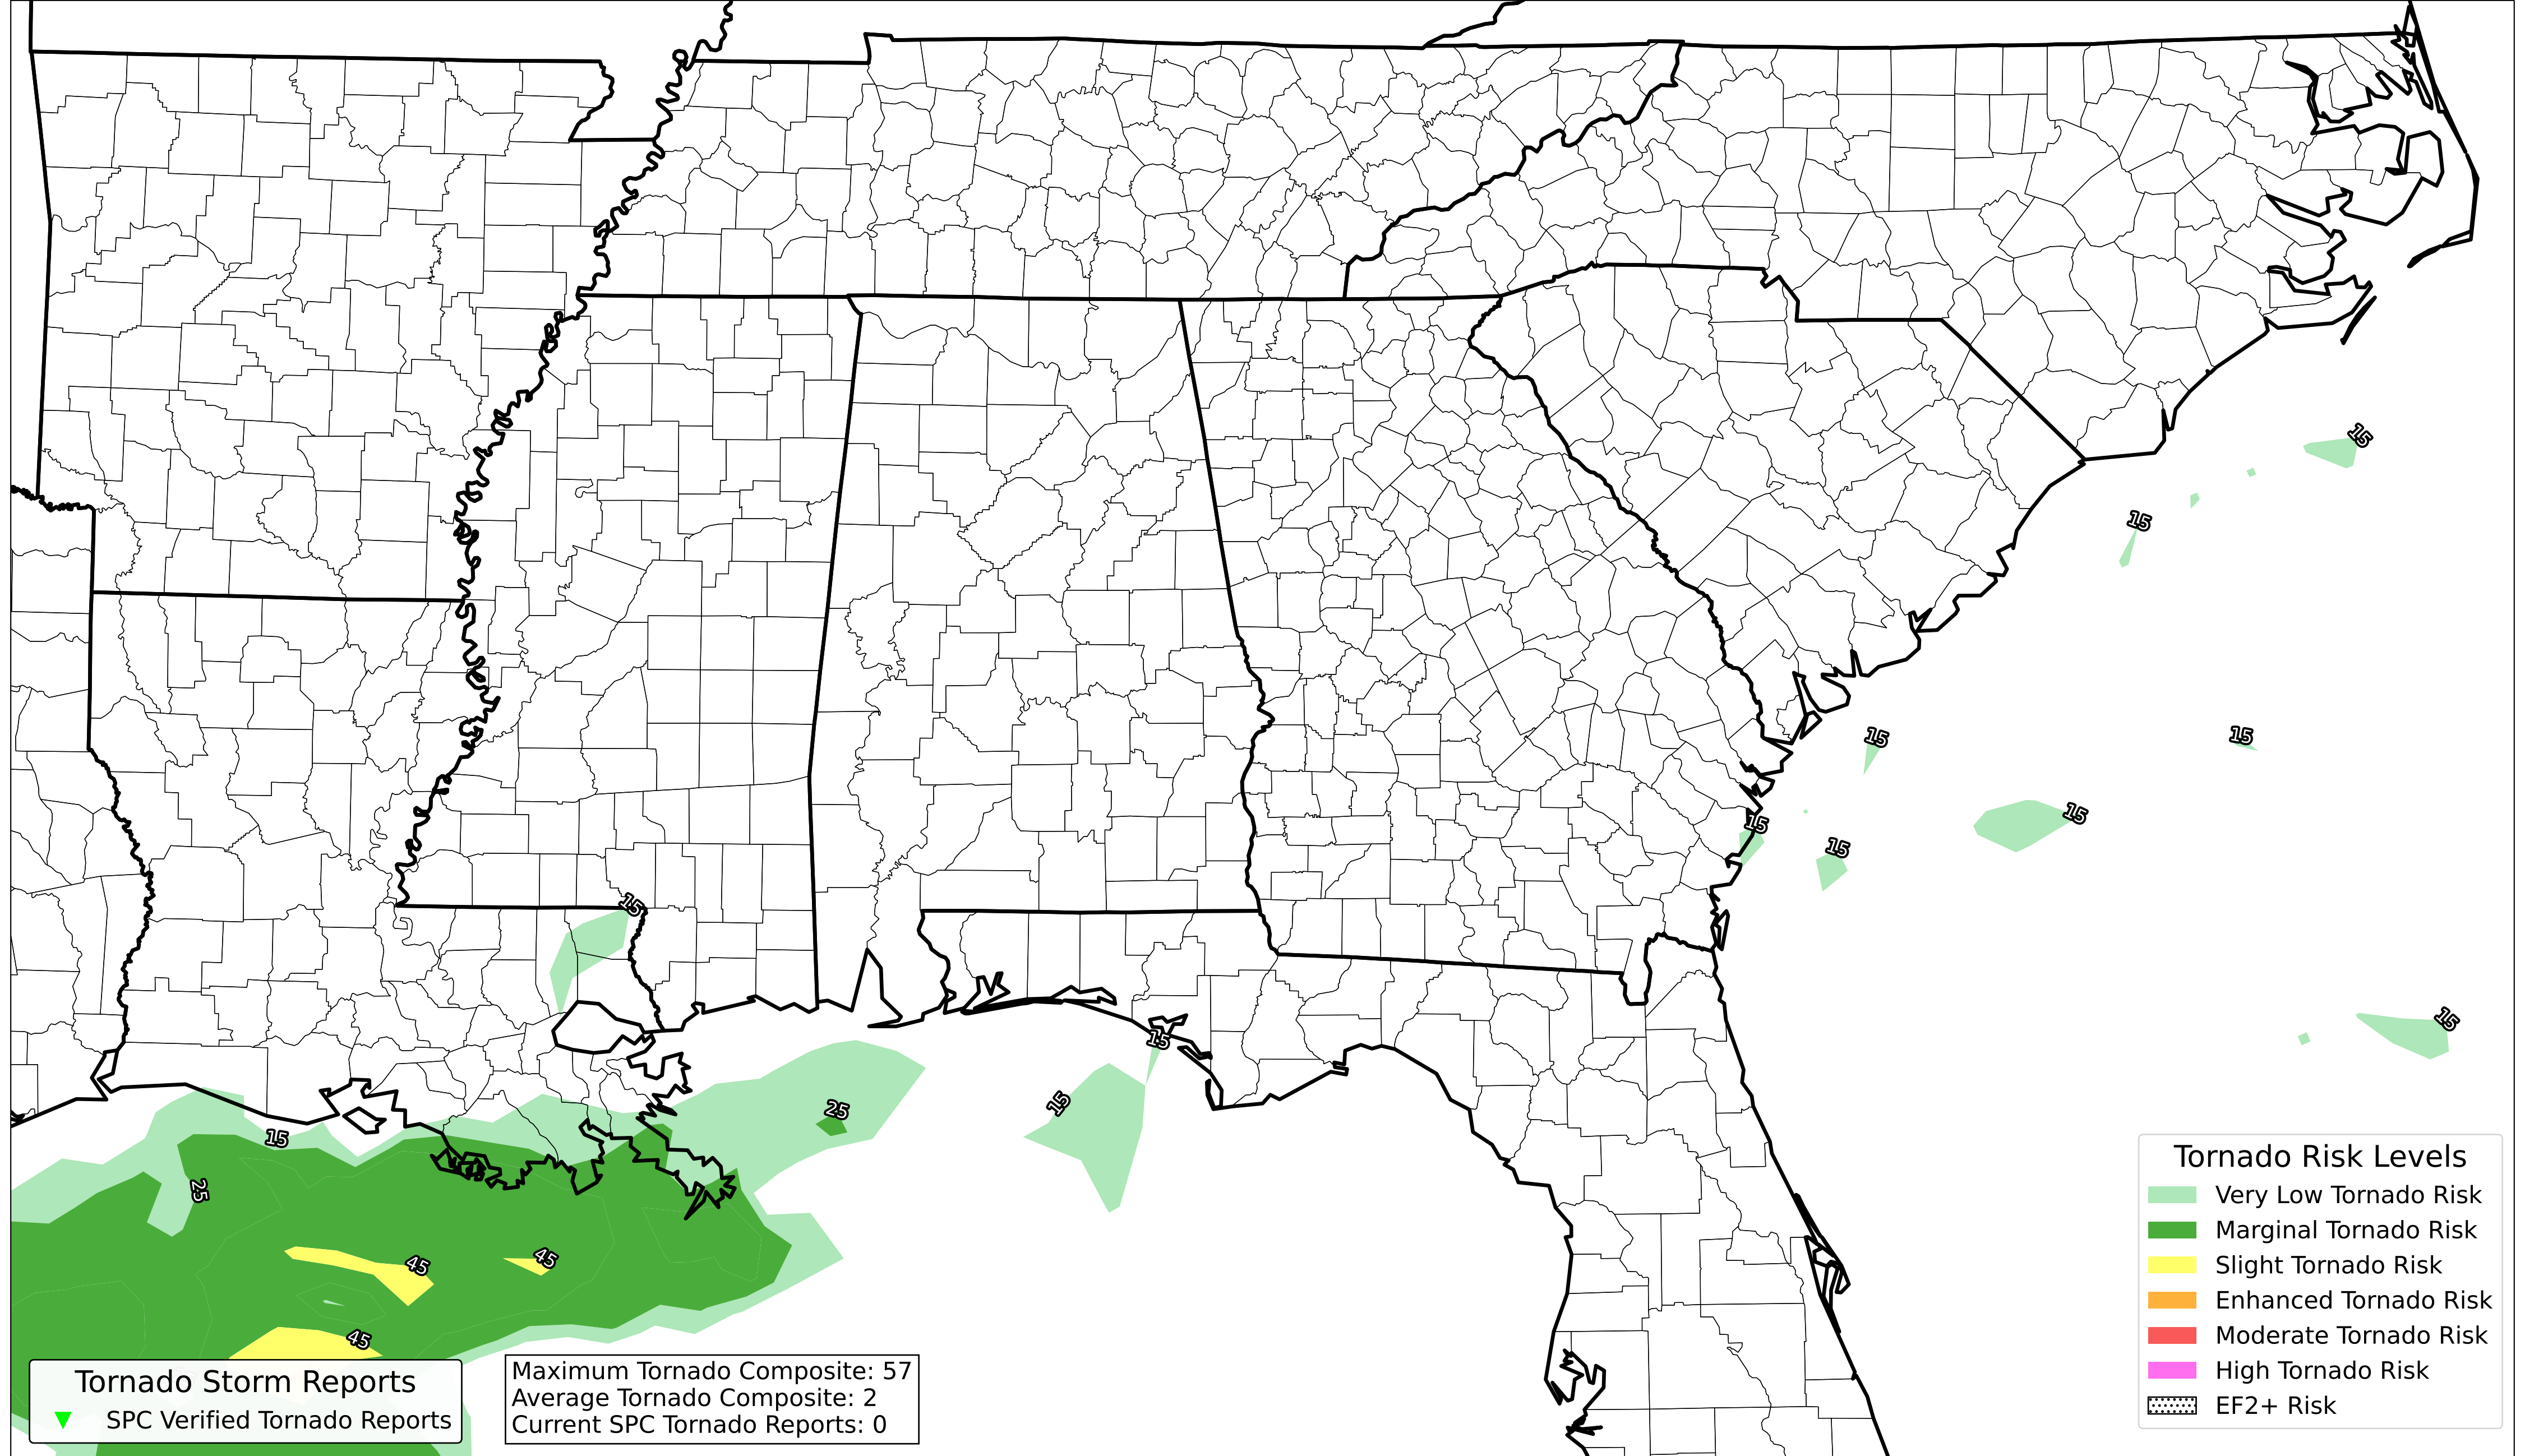 15
15
15
15
15
15
15
15
15
15
15
25
15
15
25
45
45
45
Tornado Risk Levels
Very Low Tornado Risk
Marginal Tornado Risk
Slight Tornado Risk
Enhanced Tornado Risk
Moderate Tornado Risk
High Tornado Risk
EF2+ Risk
Tornado Storm Reports
SPC Verified Tornado Reports
Maximum Tornado Composite: 57
Average Tornado Composite: 2
Current SPC Tornado Reports: 0